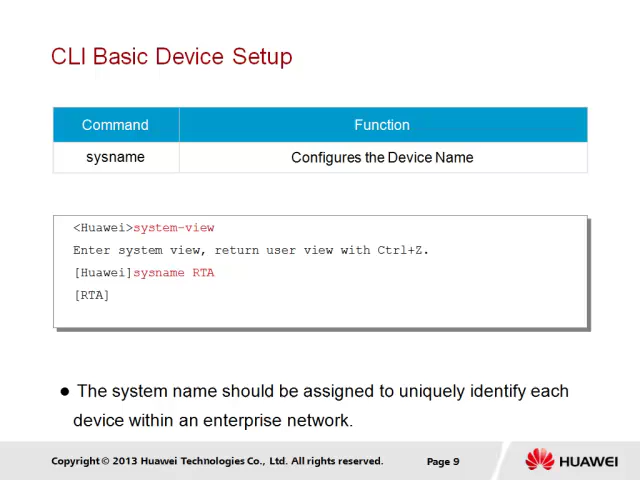 CLI Basic Device Setup
Command Function
sysname Configures the Device Name
<Huawei>system-view
Enter system view, return user view with Ctrl+Z.
[Huawei]sysname RTA
[RTA]
● The system name should be assigned to uniquely identify each
device within an enterprise network.
Copyright © 2013 Huawei Technologies Co., Ltd. All rights reserved. Page 9 HUAWEI